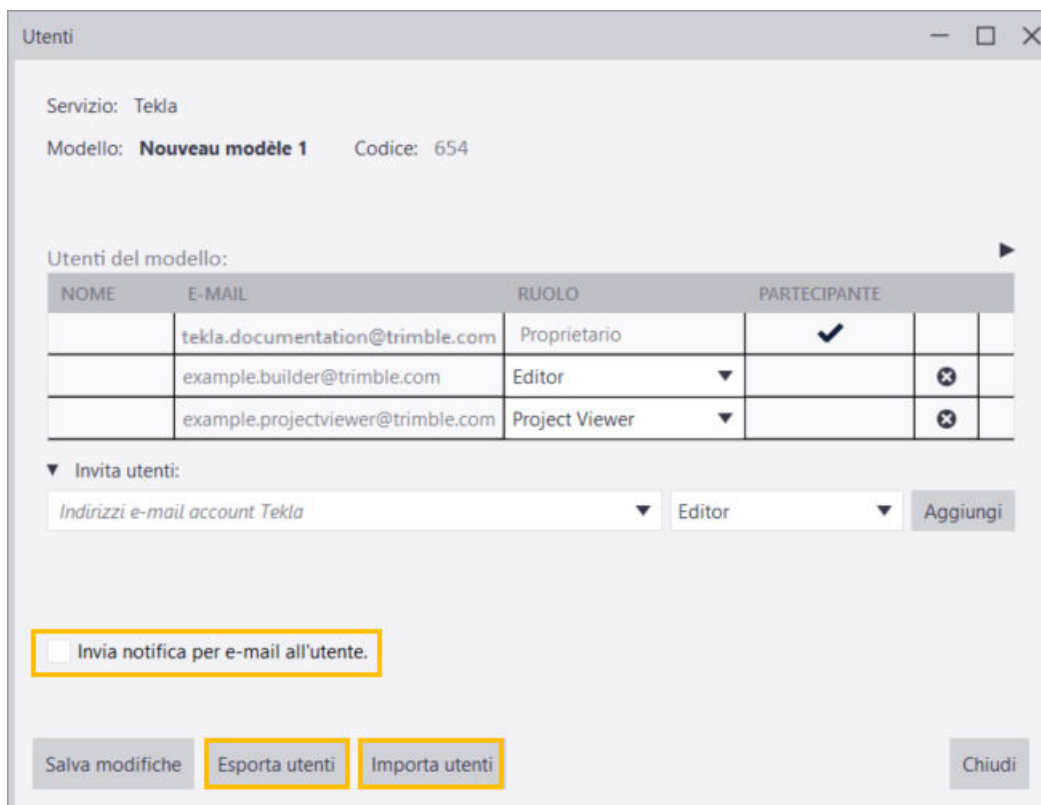 Utenti
Servizio: Tekla
Modello: Nouveau modèle 1 Codice: 654
Utenti del modello:
NOME E-MAIL RUOLO PARTECIPANTE
tekla.documentation@trimble.com Proprietario
example.builder@trimble.com Editor
example.projectviewer@trimble.com Project Viewer
Invita utenti:
Indirizzi e-mail account Tekla Editor Aggiungi
Invia notifica per e-mail all'utente.
Salva modifiche Esporta utenti Importa utenti Chiudi